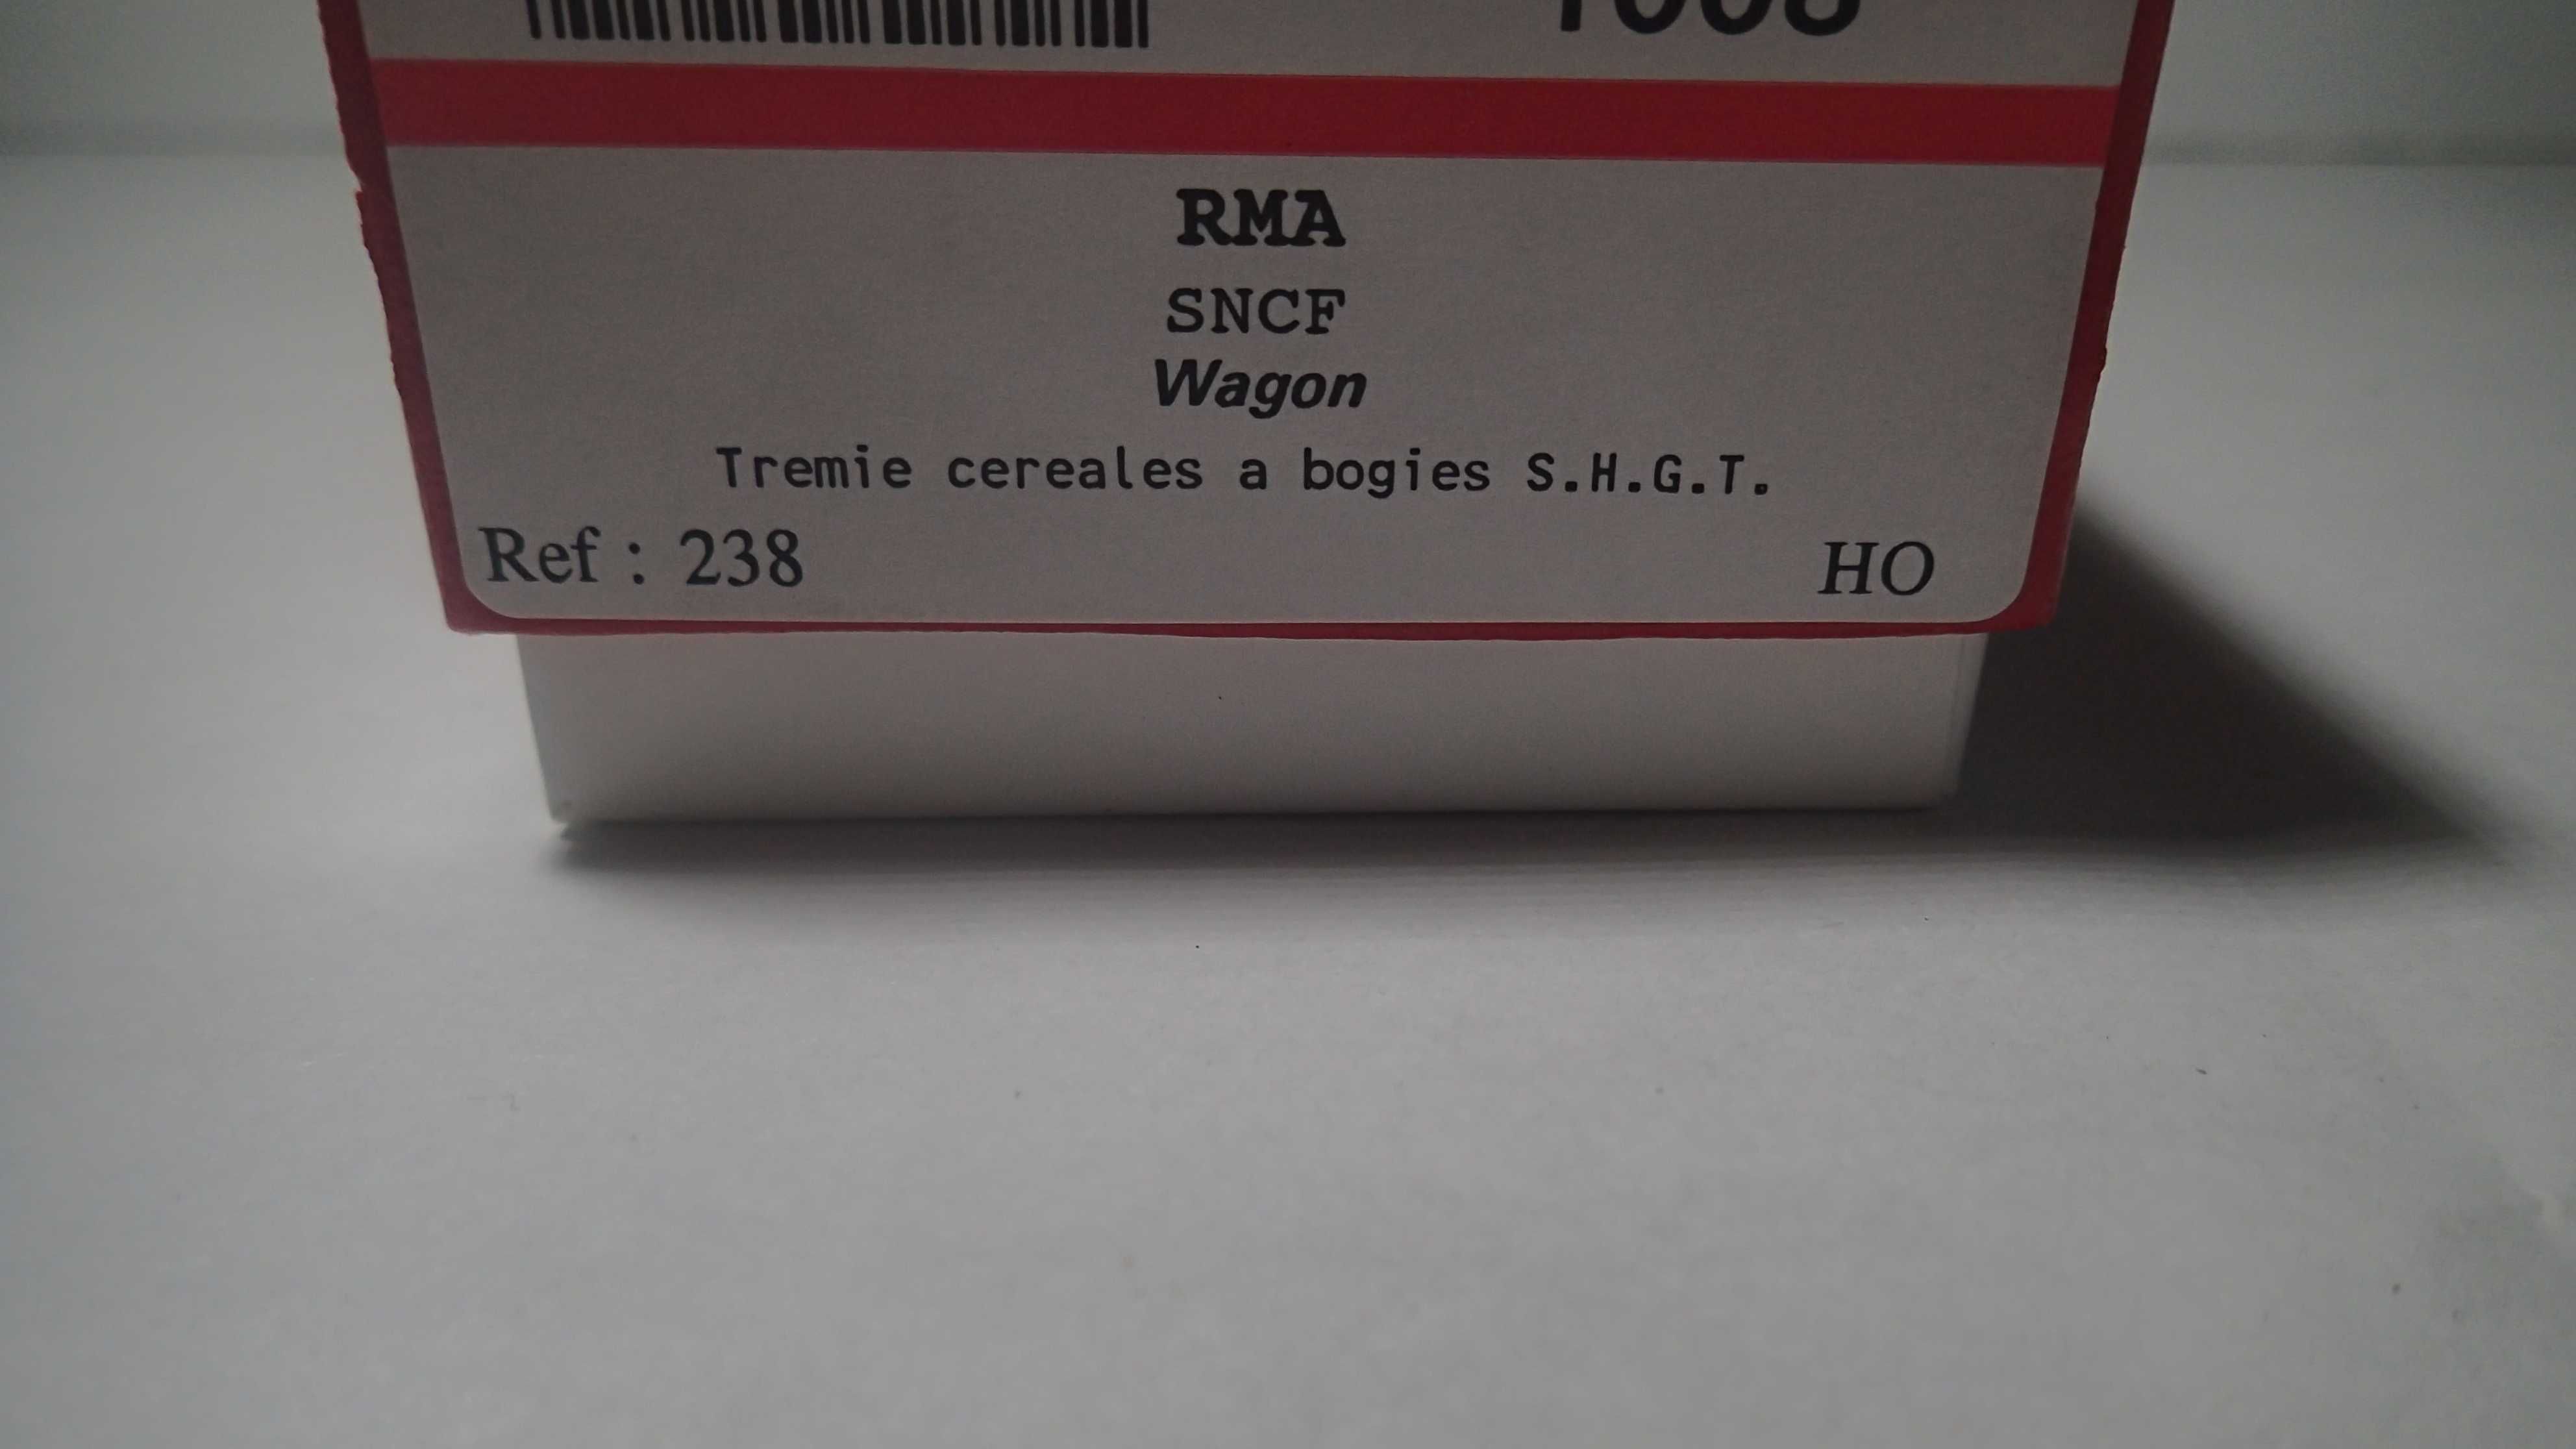 RMA
SNCF
Wagon
Tremie cereales a bogies S.H.G.T.
Ref : 238
HO